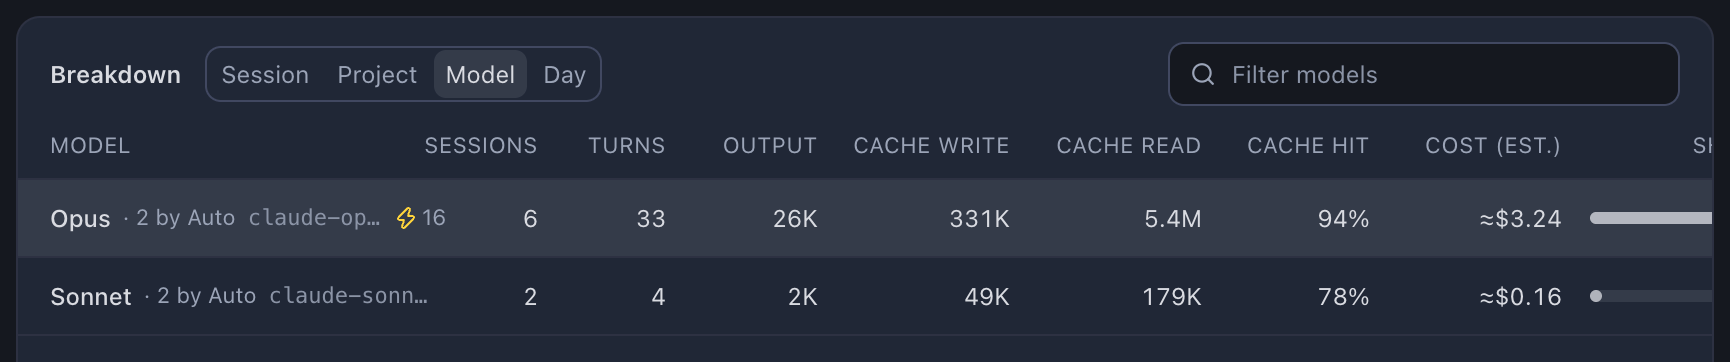 Breakdown Session Project Model Day Filter models
MODEL SESSIONS TURNS OUTPUT CACHE WRITE CACHE READ CACHE HIT COST (EST.)
Opus · 2 by Auto claude-op… 16 6 33 26K 331K 5.4M 94% ≈$3.24
Sonnet · 2 by Auto claude-sonn… 2 4 2K 49K 179K 78% ≈$0.16